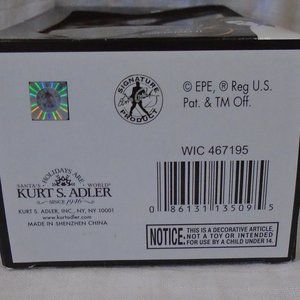 SIGNATURE PRODUCT
© EPE, ® Reg U.S.
Pat. & TM Off.
WIC 467195
HOLIDAYS ARE
SANTA'S WORLD
KURT S. ADLER
SINCE 1946
KURT S. ADLER, INC., NY, NY 10001
www.kurtadler.com
MADE IN SHENZHEN CHINA
0 86131 13509 5
NOTICE: THIS IS A DECORATIVE ARTICLE.
NOT A TOY OR INTENDED
FOR USE BY A CHILD UNDER 14.